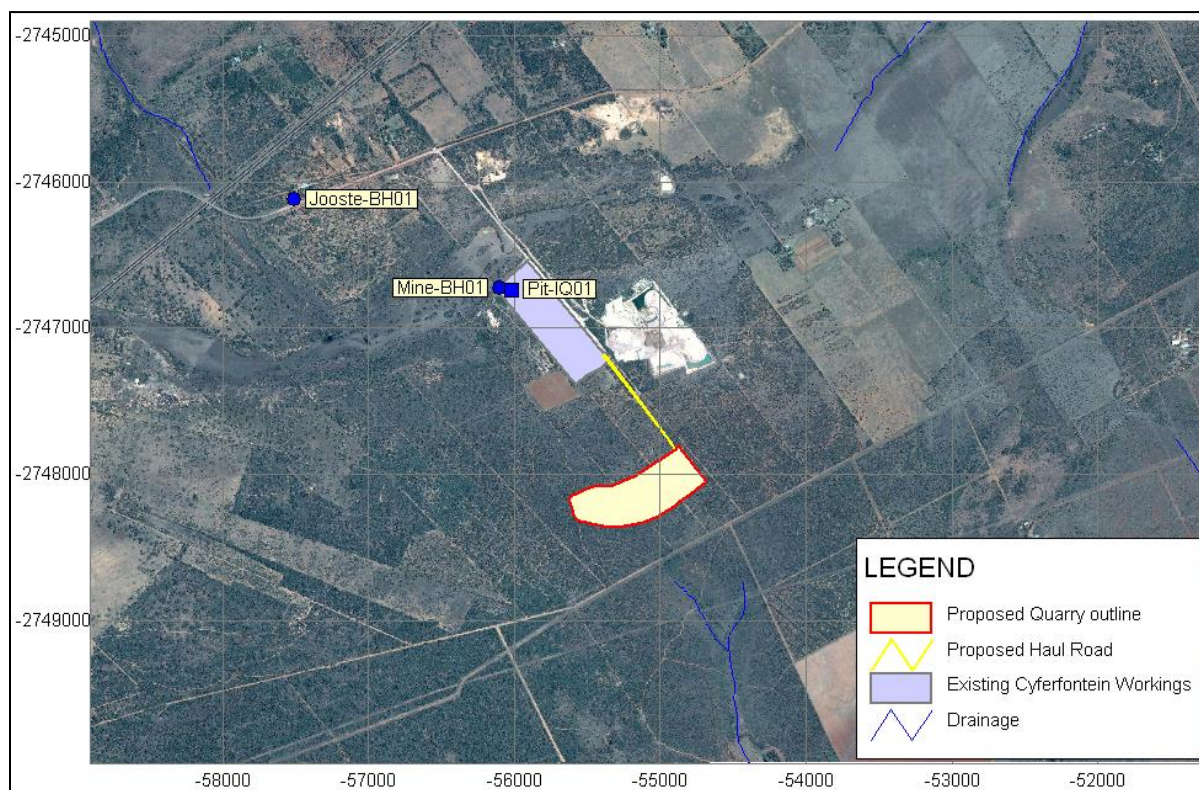 -2745000
-2746000
Jooste-BH01
Mine-BH01
Pit-IQ01
-2747000
-2748000
-2749000
LEGEND
Proposed Quarry outline
Proposed Haul Road
Existing Cyferfontein Workings
Drainage
-58000
-57000
-56000
-55000
-54000
-53000
-52000